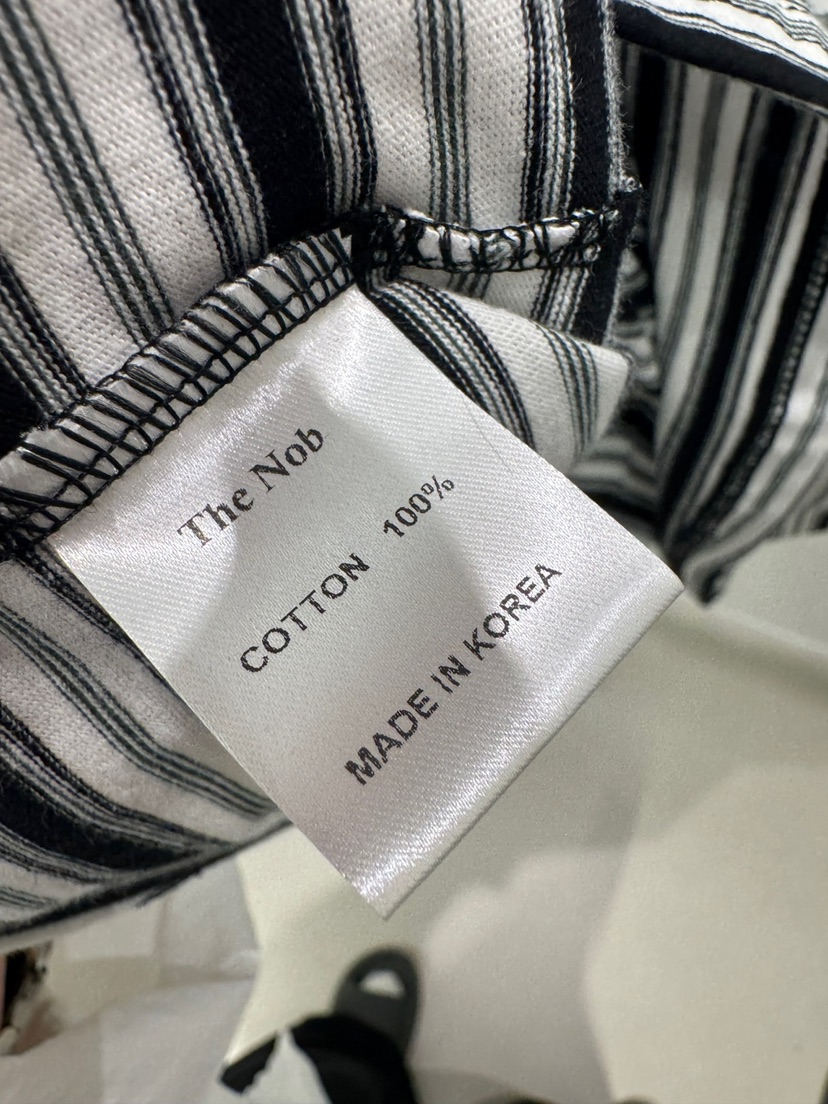 The Nob
COTTON 100%
MADE IN KOREA